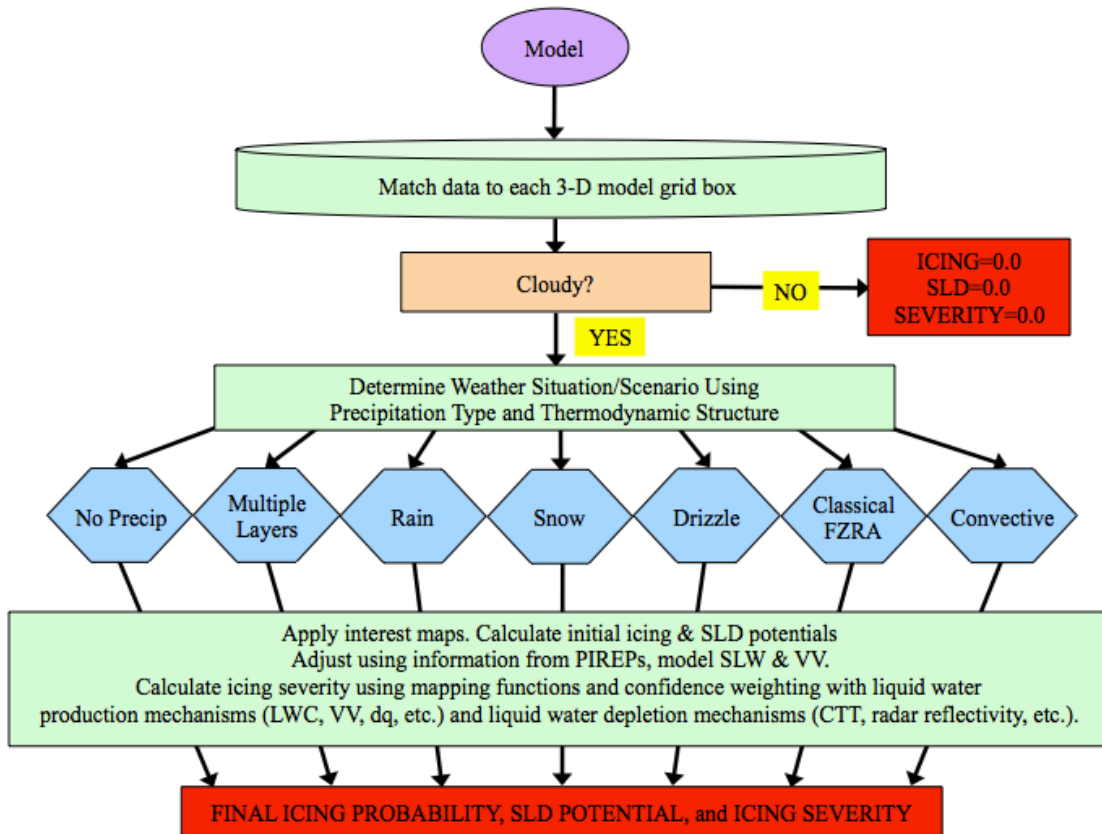 Model
Match data to each 3-D model grid box
Cloudy?
NO
ICING=0.0
SLD=0.0
SEVERITY=0.0
YES
Determine Weather Situation/Scenario Using
Precipitation Type and Thermodynamic Structure
No Precip
Multiple
Layers
Rain
Snow
Drizzle
Classical
FZRA
Convective
Apply interest maps. Calculate initial icing & SLD potentials
Adjust using information from PIREPs, model SLW & VV.
Calculate icing severity using mapping functions and confidence weighting with liquid water
production mechanisms (LWC, VV, dq, etc.) and liquid water depletion mechanisms (CTT, radar reflectivity, etc.).
FINAL ICING PROBABILITY, SLD POTENTIAL, and ICING SEVERITY